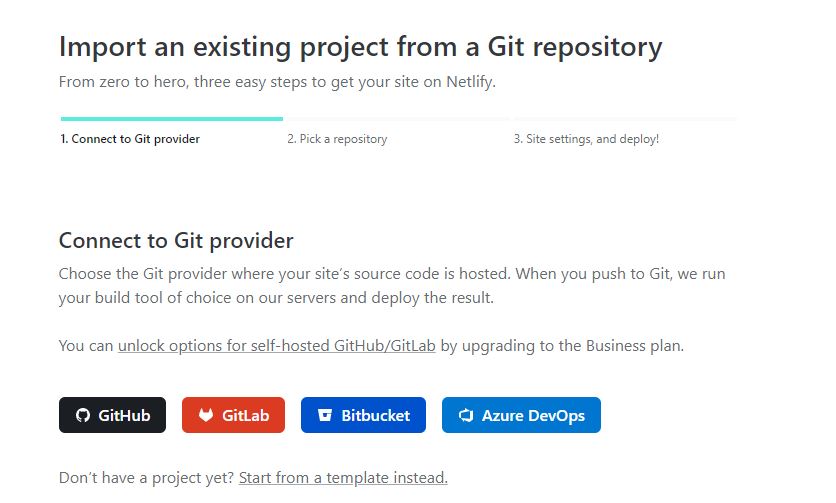 Import an existing project from a Git repository
From zero to hero, three easy steps to get your site on Netlify.
1. Connect to Git provider
2. Pick a repository
3. Site settings, and deploy!
Connect to Git provider
Choose the Git provider where your site’s source code is hosted. When you push to Git, we run
your build tool of choice on our servers and deploy the result.
You can unlock options for self-hosted GitHub/GitLab by upgrading to the Business plan.
GitHub
GitLab
Bitbucket
Azure DevOps
Don’t have a project yet? Start from a template instead.